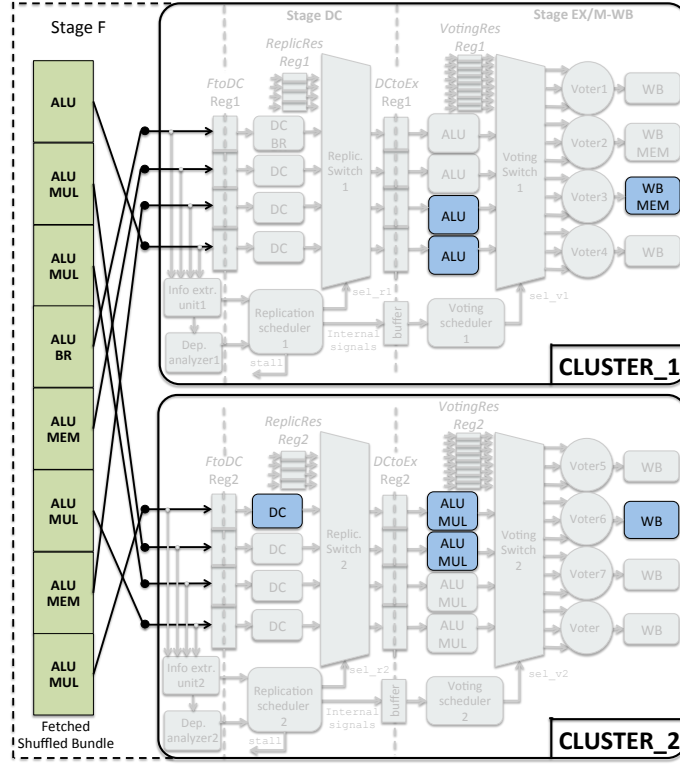 Stage F
Stage DC
Stage EX/M-WB
ALU
ALU
MUL
ALU
MUL
ALU
BR
ALU
MEM
ALU
MUL
ALU
MEM
ALU
MUL
Fetched
Shuffled Bundle
FtoDC
Reg1
ReplicRes
Reg1
DCtoEx
Reg1
VotingRes
Reg1
DC
BR
DC
DC
DC
Replic.
Switch
1
ALU
ALU
ALU
ALU
Voting
Switch
1
Voter1
Voter2
Voter3
Voter4
WB
WB
MEM
WB
MEM
WB
Info extr.
unit1
Dep.
analyzer1
Replication
scheduler
1
sel_r1
Internal
signals
stall
buffer
Voting
scheduler
1
sel_v1
CLUSTER_1
FtoDC
Reg2
ReplicRes
Reg2
DCtoEx
Reg2
VotingRes
Reg2
DC
DC
DC
DC
Replic.
Switch
2
ALU
MUL
ALU
MUL
ALU
MUL
ALU
MUL
Voting
Switch
2
Voter5
Voter6
Voter7
Voter
WB
WB
WB
WB
Info extr.
unit2
Dep.
analyzer2
Replication
scheduler
2
sel_r2
Internal
signals
stall
buffer
Voting
scheduler
2
sel_v2
CLUSTER_2